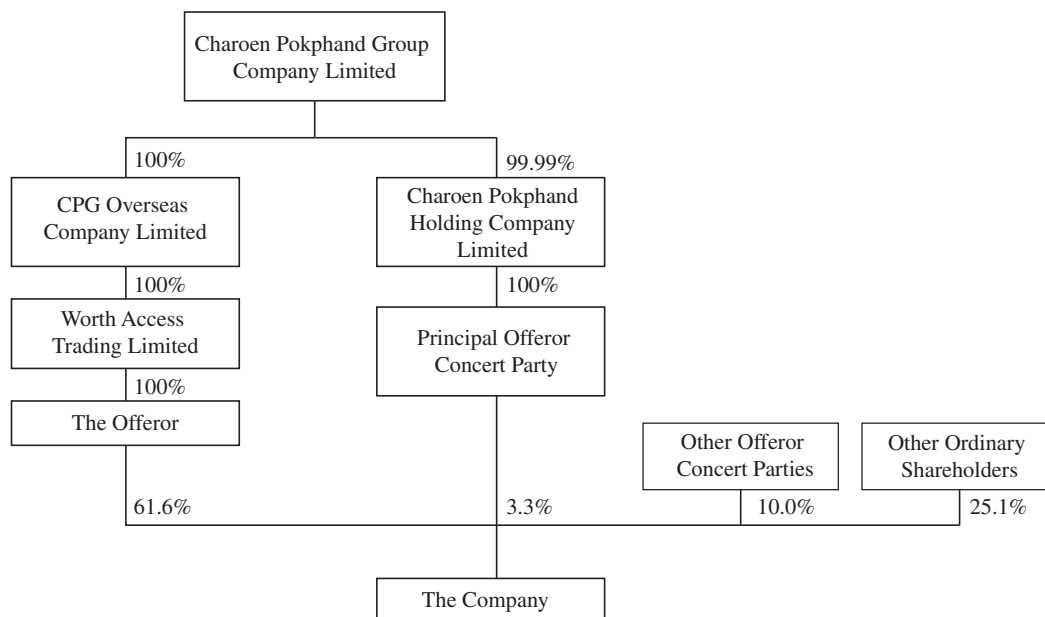 Charoen Pokphand Group
Company Limited
100%
99.99%
CPG Overseas
Company Limited
Charoen Pokphand
Holding Company
Limited
100%
100%
Worth Access
Trading Limited
Principal Offeror
Concert Party
100%
The Offeror
Other Offeror
Concert Parties
Other Ordinary
Shareholders
61.6%
3.3%
10.0%
25.1%
The Company